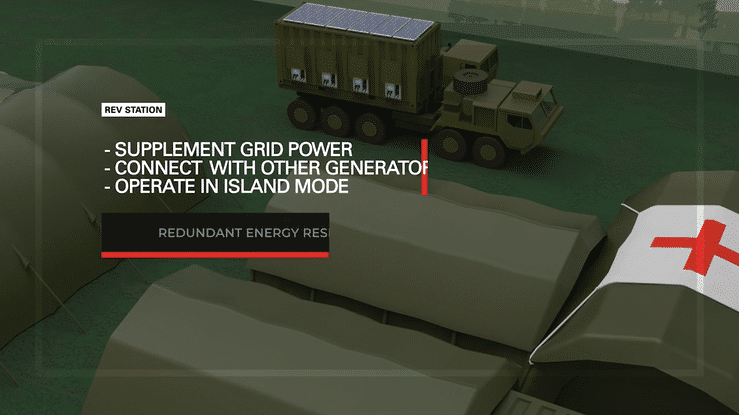 REV STATION
- SUPPLEMENT GRID POWER
- CONNECT WITH OTHER GENERATOR
- OPERATE IN ISLAND MODE
REDUNDANT ENERGY RES